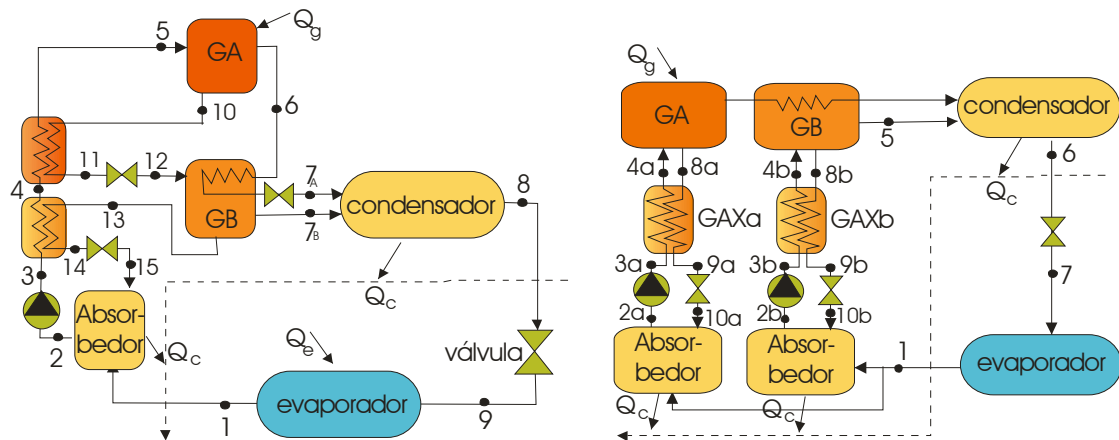 5
GA
Qg
10
6
11
12
4
13
GB
7A
7B
condensador
8
14
15
3
Absor-
bedor
2
Qc
Qc
Qe
válvula
evaporador
1
9
Qg
GA
GB
5
condensador
4a
8a
4b
8b
6
Qc
GAXa
GAXb
3a
9a
3b
9b
7
2a
10a
2b
10b
Absor-
bedor
Absor-
bedor
1
evaporador
Qc
Qc